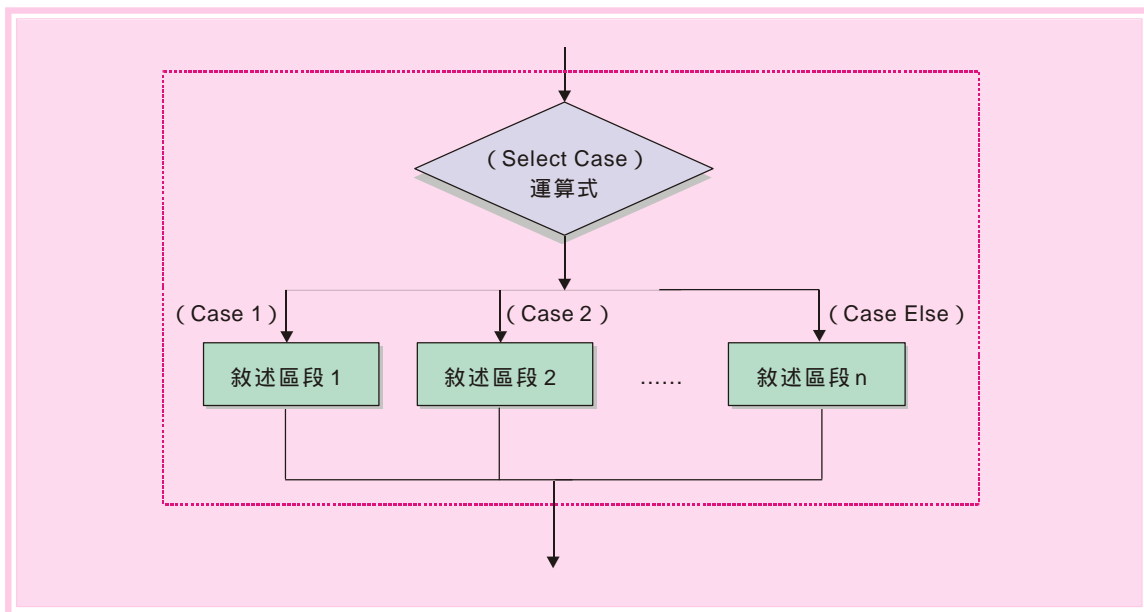 （Select Case）
運算式
（Case 1）
（Case 2）
（Case Else）
敘述區段 1
敘述區段 2
......
敘述區段 n